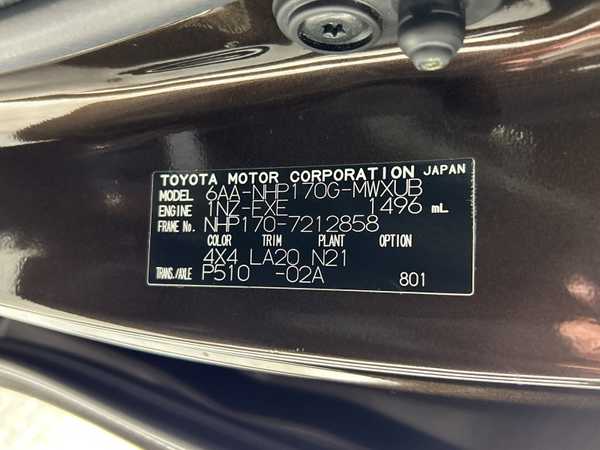 TOYOTA MOTOR CORPORATION JAPAN
MODEL 6AA-NHP170G-MWXUB
ENGINE 1NZ-EXE 1496 mL
FRAME No. NHP170-7212858
COLOR TRIM PLANT OPTION
4X4 LA20 N21
TRANS./AXLE P510 -02A 801